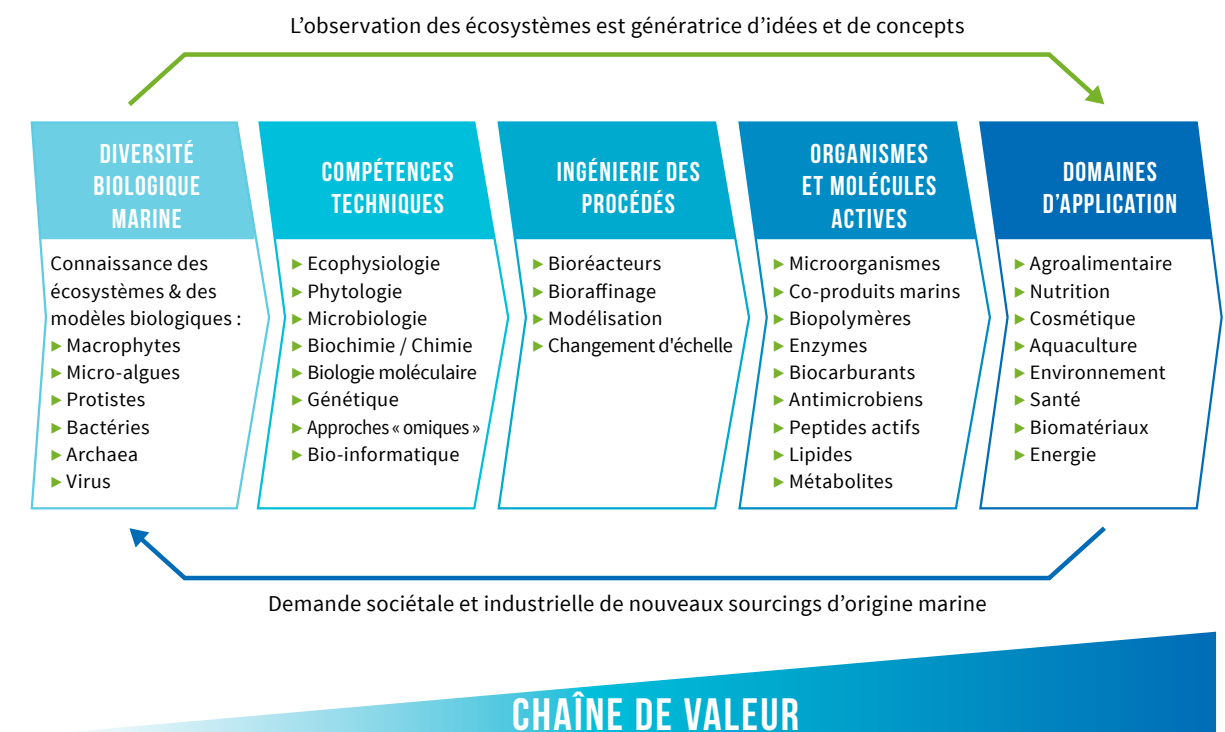 L’observation des écosystèmes est génératrice d’idées et de concepts
DIVERSITÉ
BIOLOGIQUE
MARINE
Connaissance des
écosystèmes & des
modèles biologiques :
▶ Macrophytes
▶ Micro-algues
▶ Protistes
▶ Bactéries
▶ Archaea
▶ Virus
COMPÉTENCES
TECHNIQUES
▶ Ecophysiologie
▶ Phytologie
▶ Microbiologie
▶ Biochimie / Chimie
▶ Biologie moléculaire
▶ Génétique
▶ Approches « omiques »
▶ Bio-informatique
INGÉNIERIE DES
PROCÉDÉS
▶ Bioréacteurs
▶ Bioraffinage
▶ Modélisation
▶ Changement d'échelle
ORGANISMES
ET MOLÉCULES
ACTIVES
▶ Microorganismes
▶ Co-produits marins
▶ Biopolymères
▶ Enzymes
▶ Biocarburants
▶ Antimicrobiens
▶ Peptides actifs
▶ Lipides
▶ Métabolites
DOMAINES
D’APPLICATION
▶ Agroalimentaire
▶ Nutrition
▶ Cosmétique
▶ Aquaculture
▶ Environnement
▶ Santé
▶ Biomatériaux
▶ Energie
Demande sociétale et industrielle de nouveaux sourcings d’origine marine
CHAÎNE DE VALEUR